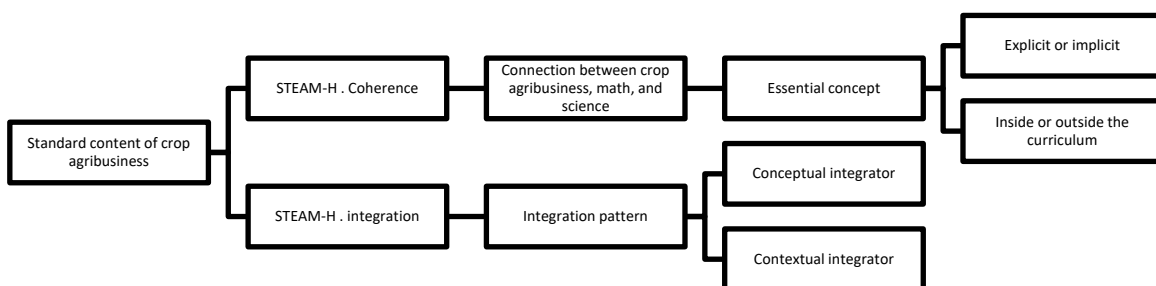 Standard content of crop
agribusiness
STEAM-H . Coherence
Connection between crop
agribusiness, math, and
science
Essential concept
Explicit or implicit
Inside or outside the
curriculum
STEAM-H . integration
Integration pattern
Conceptual integrator
Contextual integrator